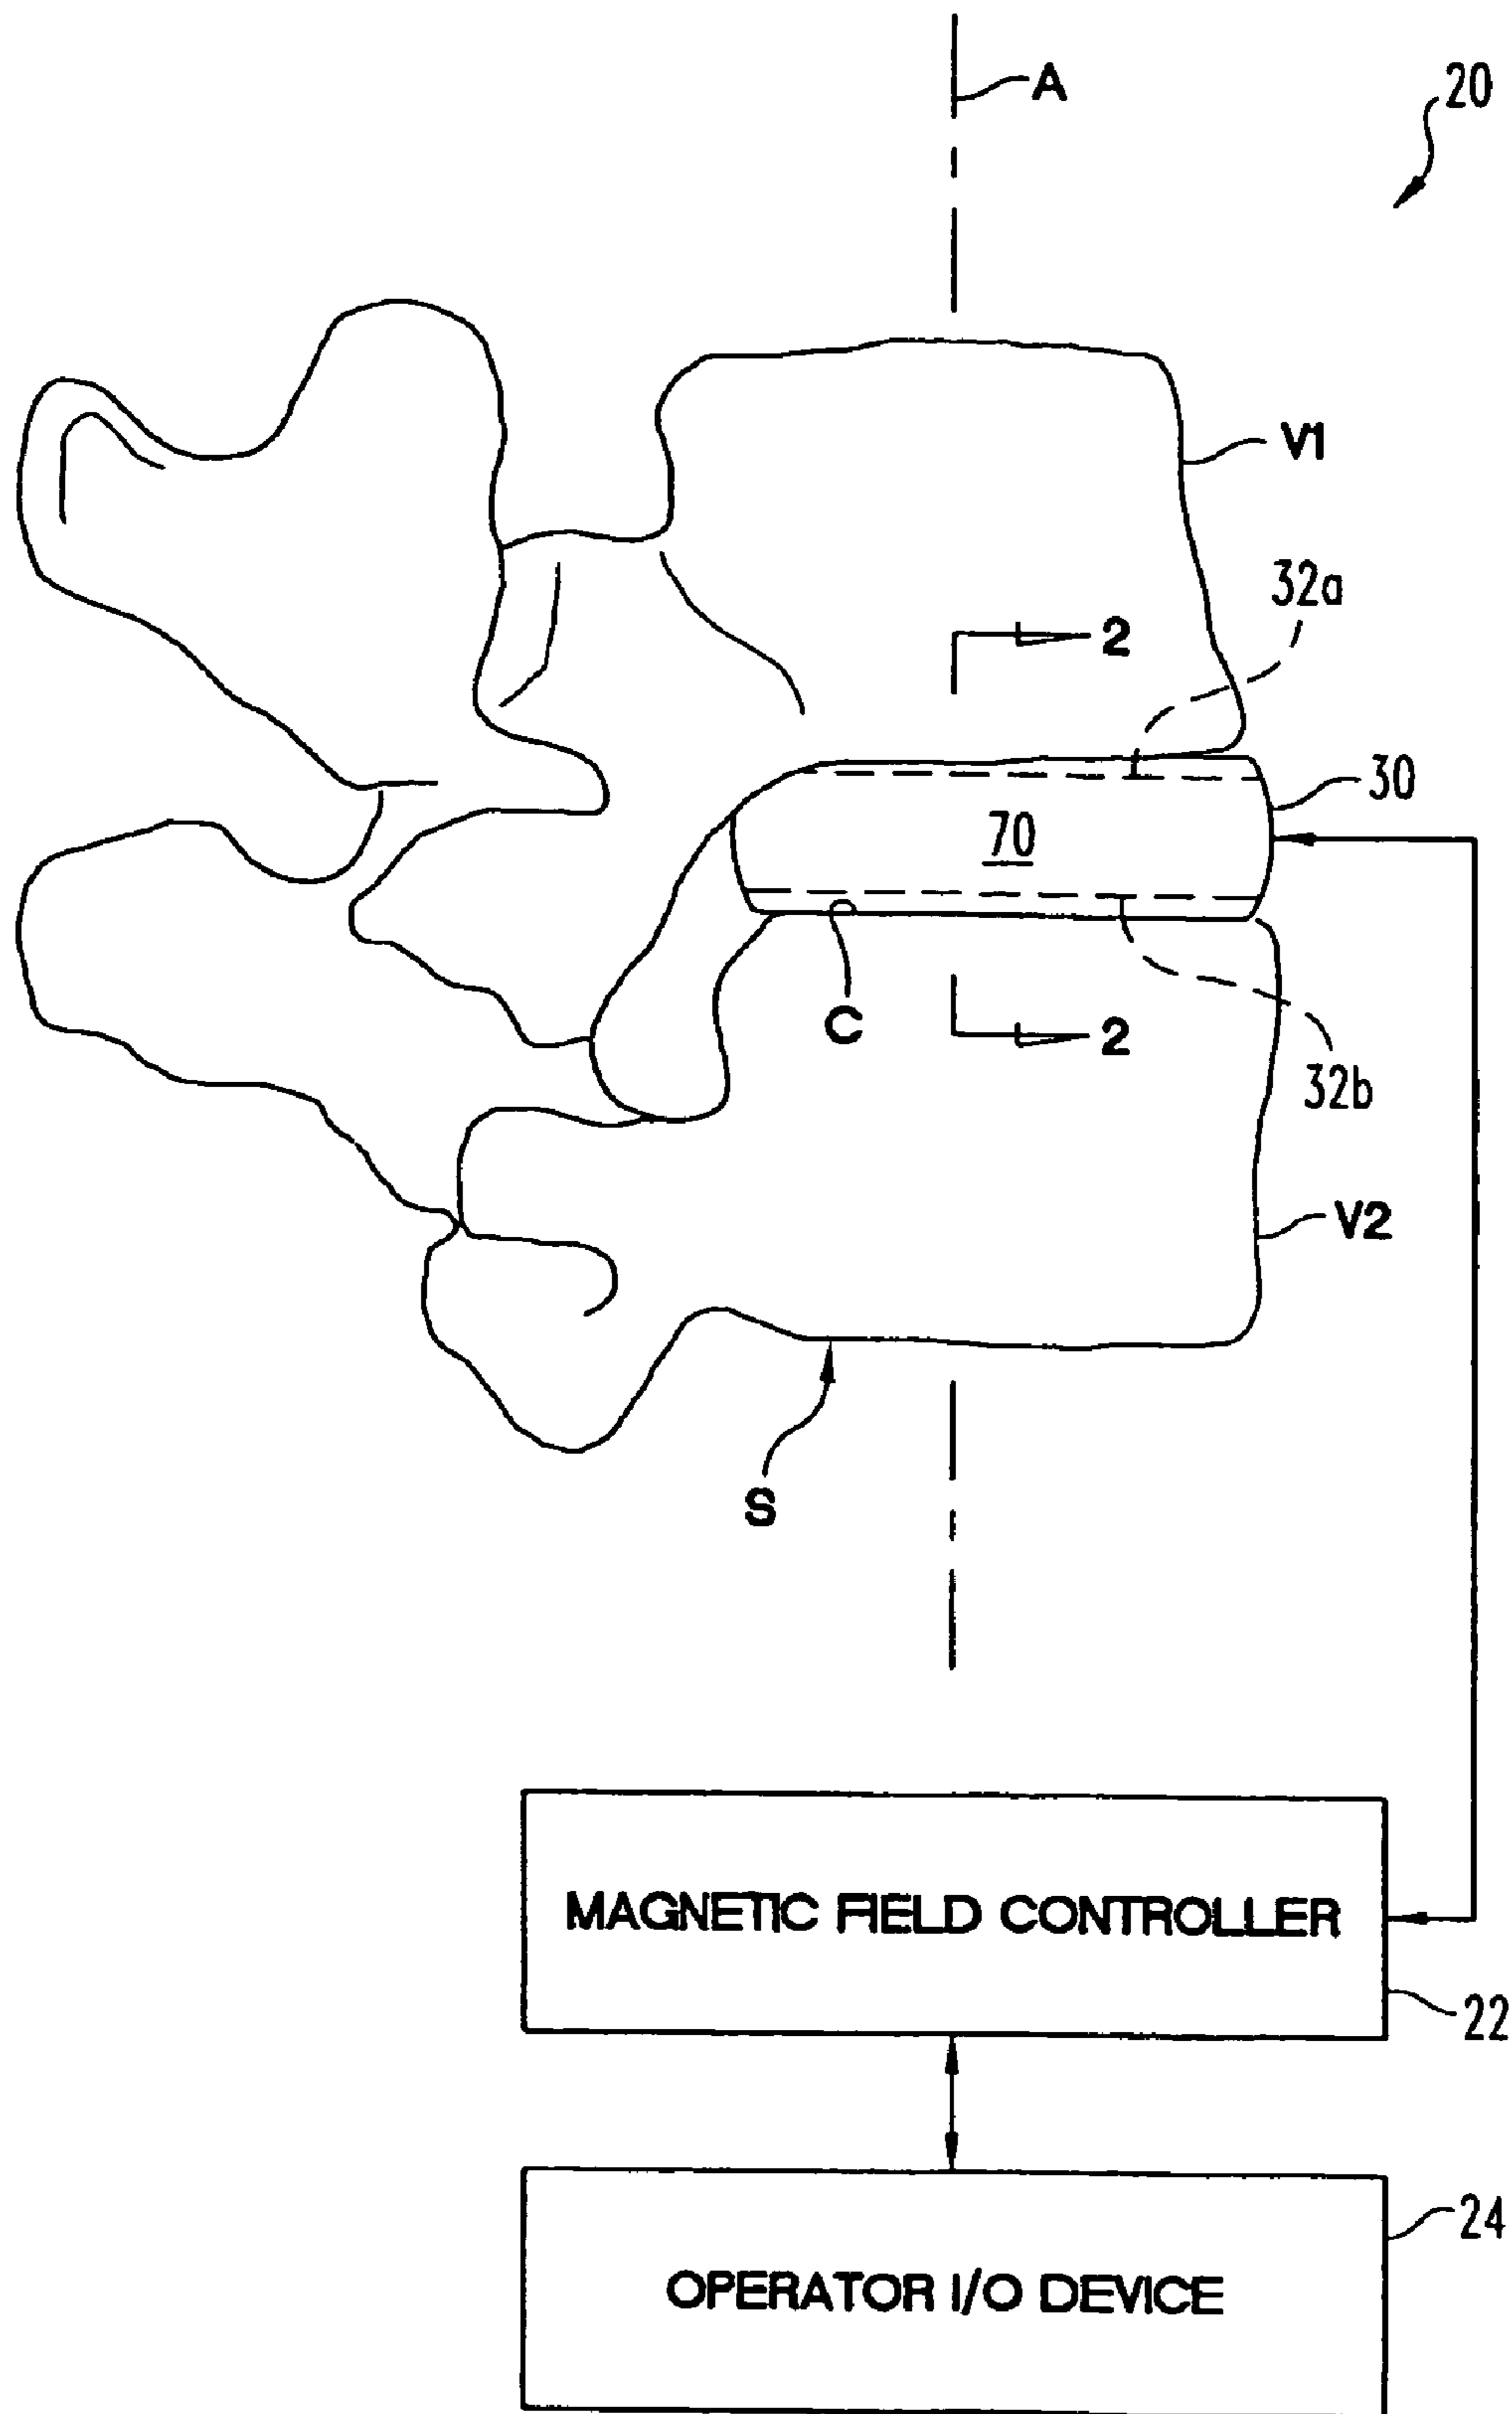 A
20
V1
32a
2
30
70
C
2
32b
V2
S
MAGNETIC FIELD CONTROLLER
22
24
OPERATOR I/O DEVICE